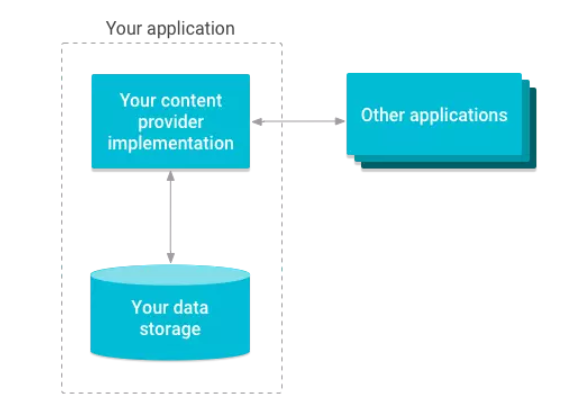 Your application
Your content
provider
implementation
Other applications
Your data
storage